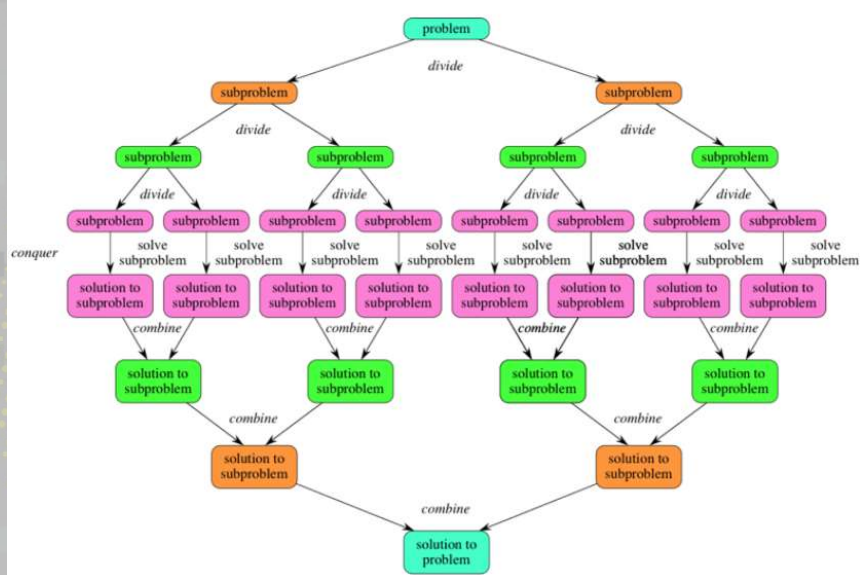 problem
divide
subproblem
subproblem
divide
divide
subproblem
subproblem
subproblem
subproblem
divide
divide
divide
divide
subproblem
subproblem
subproblem
subproblem
subproblem
subproblem
subproblem
subproblem
conquer
solve
subproblem
solve
subproblem
solve
subproblem
solve
subproblem
solve
subproblem
solve
subproblem
solve
subproblem
solve
subproblem
solution to
subproblem
solution to
subproblem
solution to
subproblem
solution to
subproblem
solution to
subproblem
solution to
subproblem
solution to
subproblem
solution to
subproblem
combine
combine
combine
combine
solution to
subproblem
solution to
subproblem
solution to
subproblem
solution to
subproblem
combine
combine
solution to
subproblem
solution to
subproblem
combine
solution to
problem